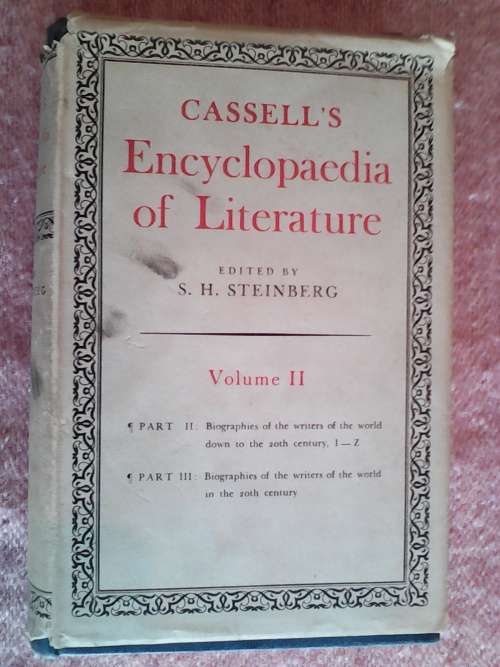 CASSELL'S
Encyclopaedia
of Literature
EDITED BY
S. H. STEINBERG
Volume II
¶ PART II: Biographies of the writers of the world
down to the 20th century, I—Z
¶ PART III: Biographies of the writers of the world
in the 20th century